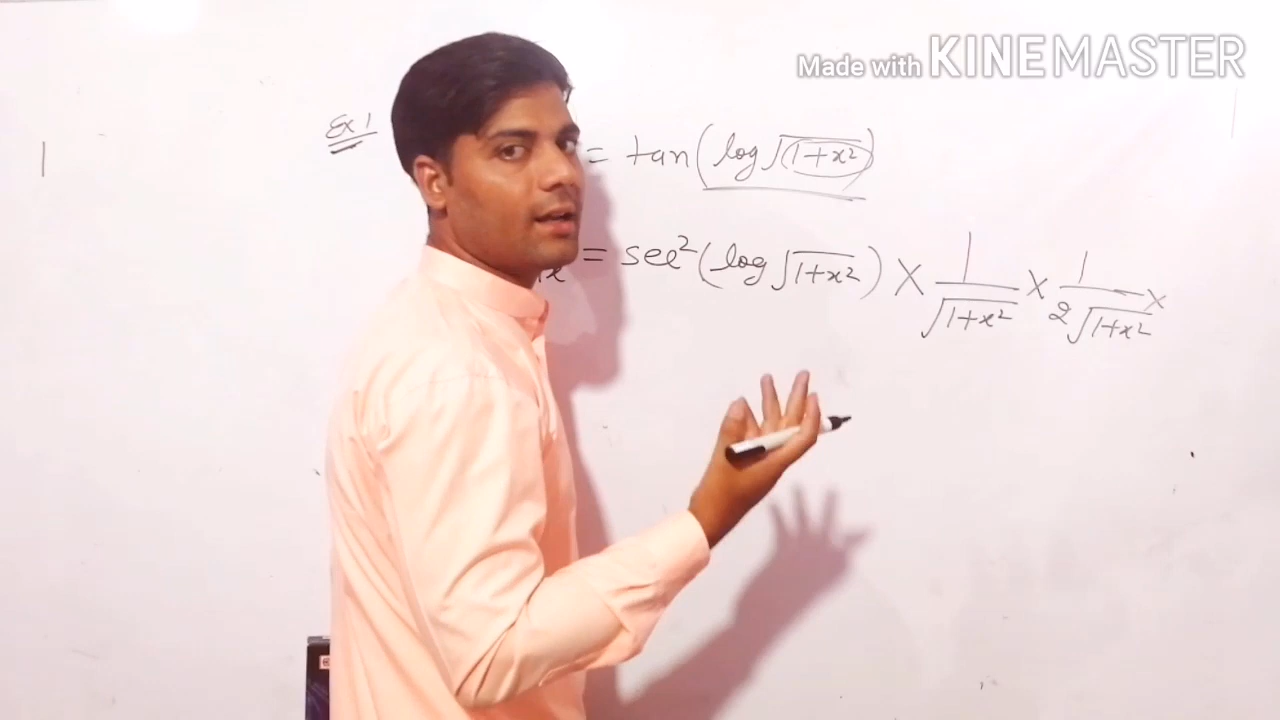 Made with KINEMASTER
Ex 1
= tan(log√(1+x²))
= sec²(log√1+x²) × 1/√1+x² × 1/2√1+x² ×